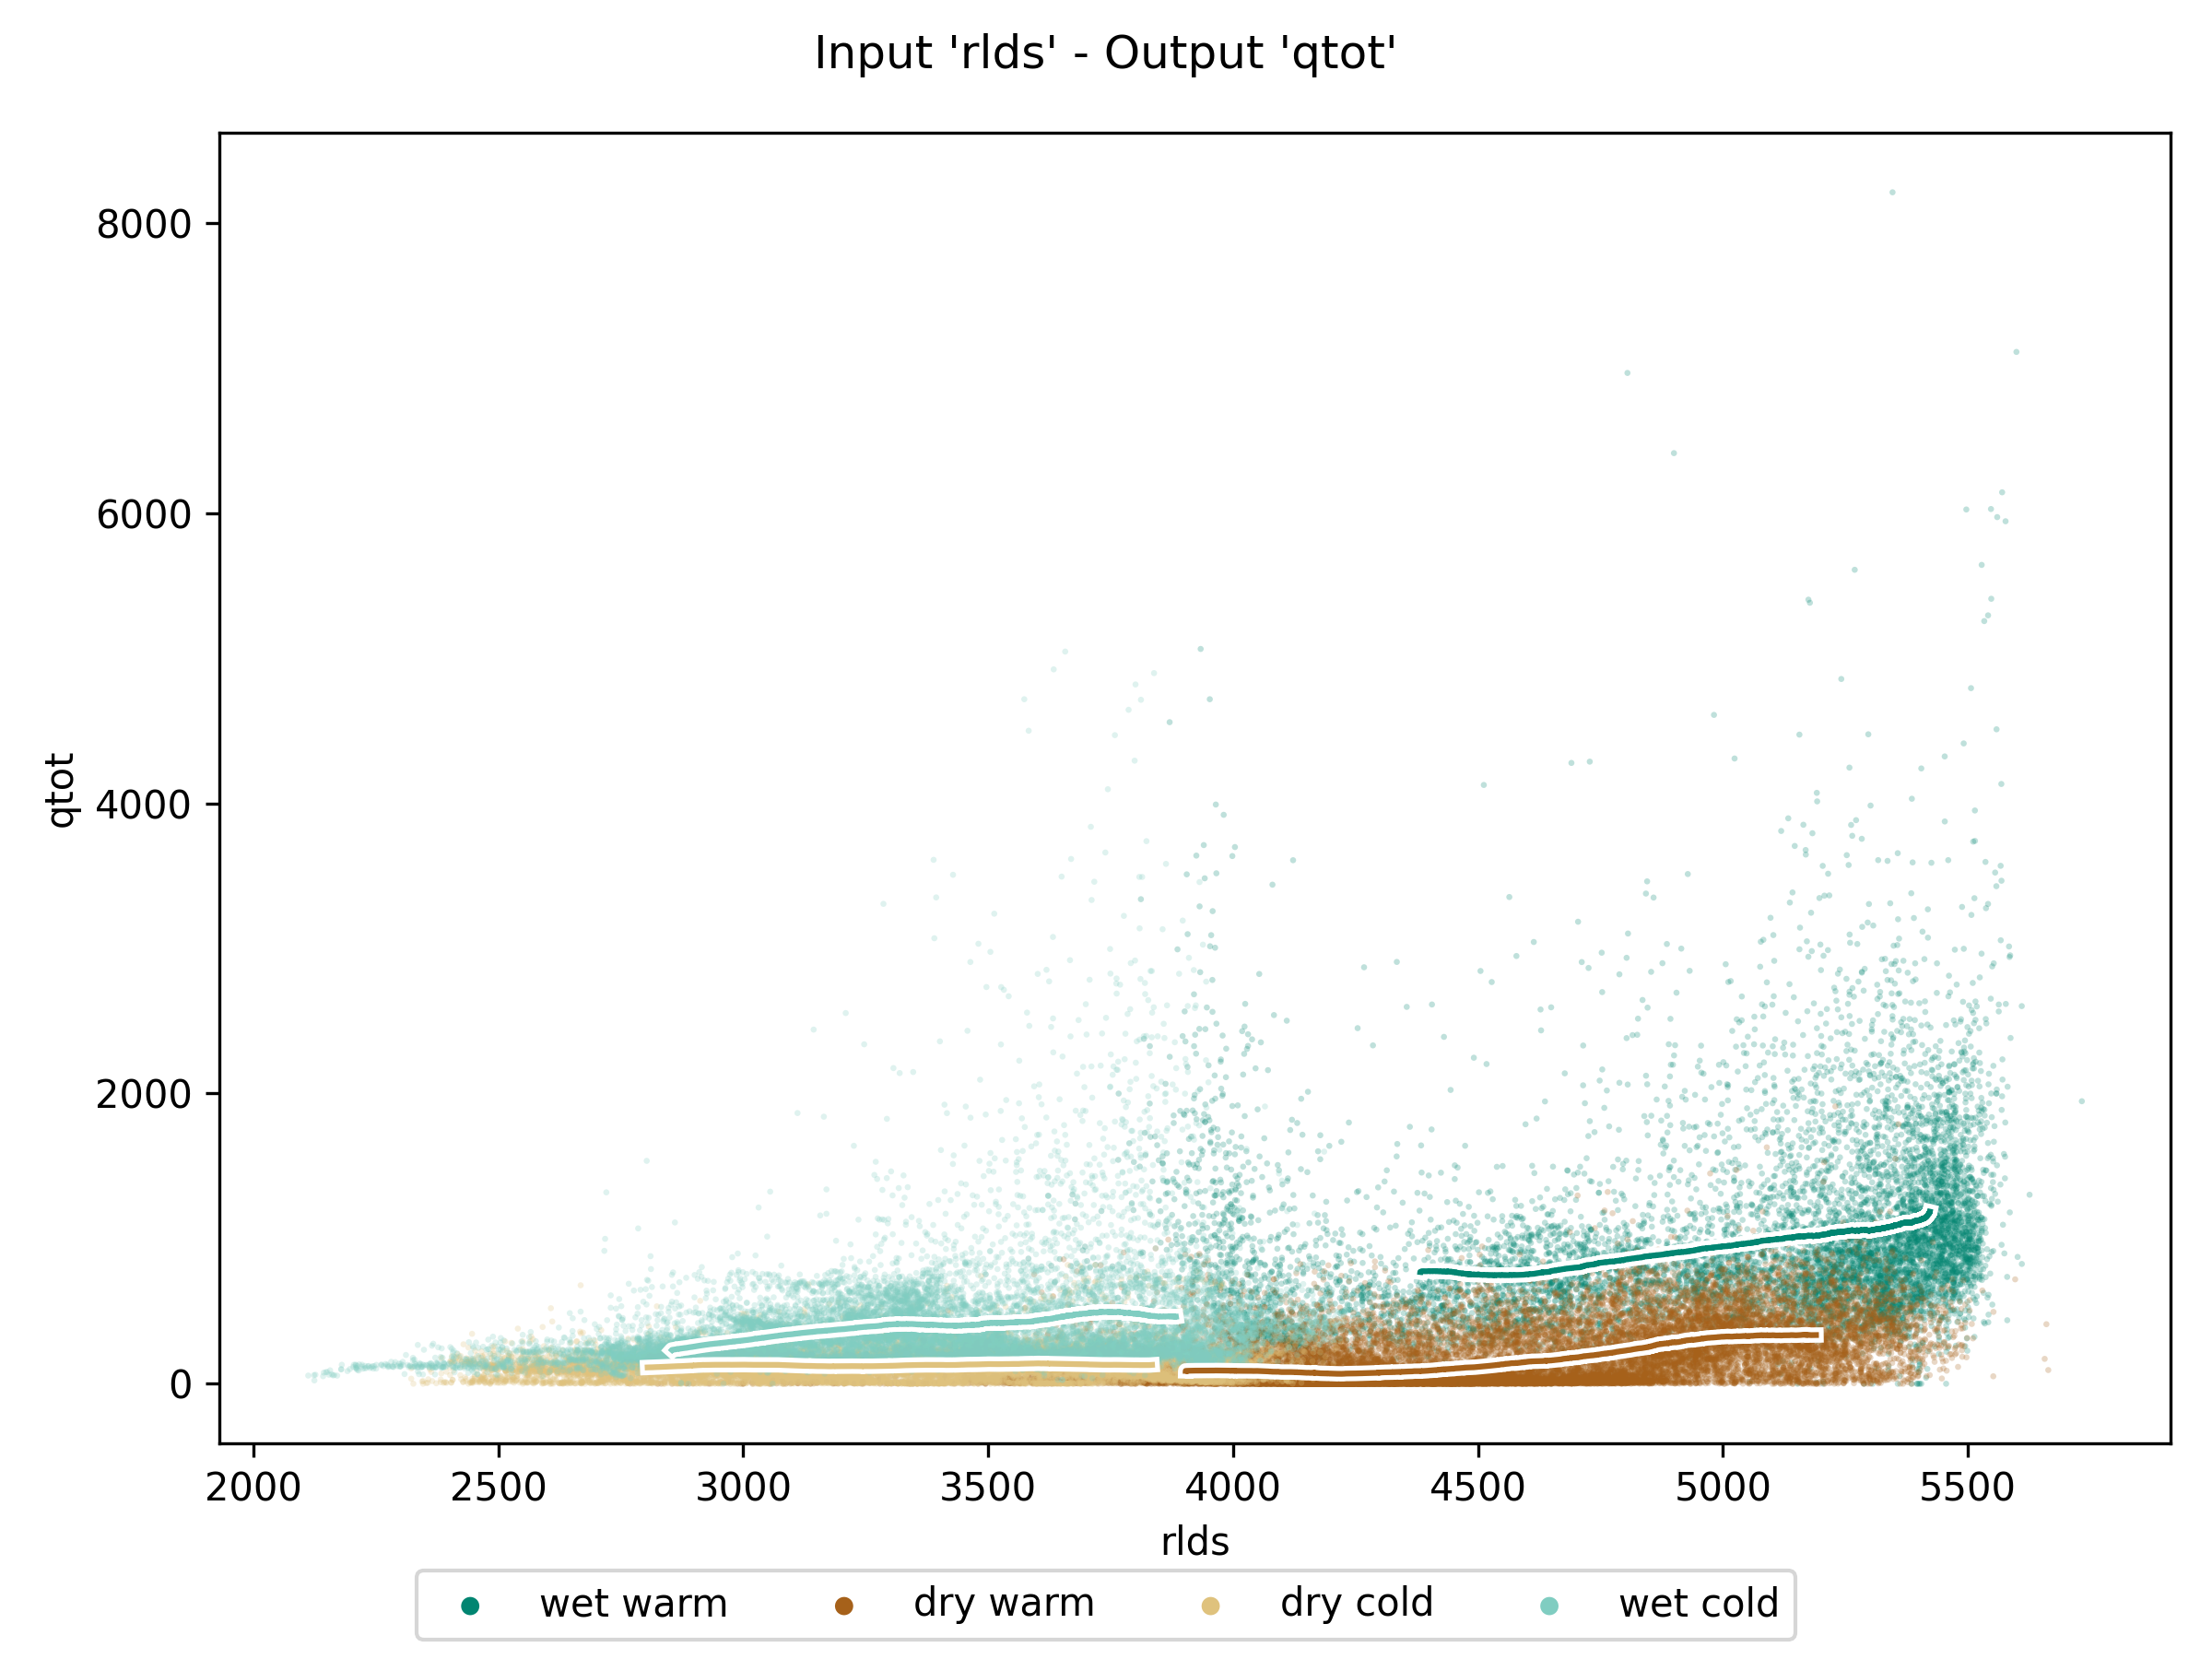 Input 'rlds' - Output 'qtot'
8000
6000
4000
2000
0
qtot
2000 2500 3000 3500 4000 4500 5000 5500
rlds
wet warm dry warm dry cold wet cold